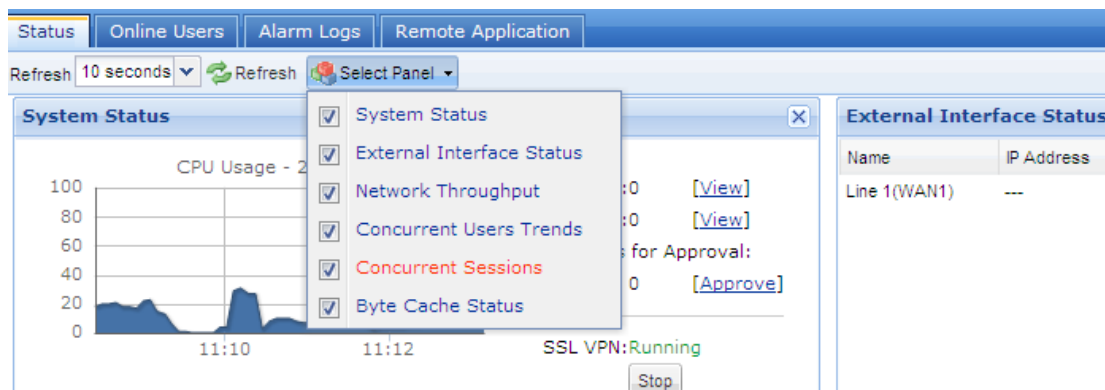 Status Online Users Alarm Logs Remote Application
Refresh 10 seconds Refresh Select Panel
System Status
External Interface Status
System Status
External Interface Status
Network Throughput
Concurrent Users Trends
Concurrent Sessions
Byte Cache Status
CPU Usage - 2
100
80
60
40
20
0
11:10 11:12
:0 [View]
:0 [View]
for Approval:
0 [Approve]
SSL VPN:Running
Stop
Name IP Address
Line 1(WAN1) ---